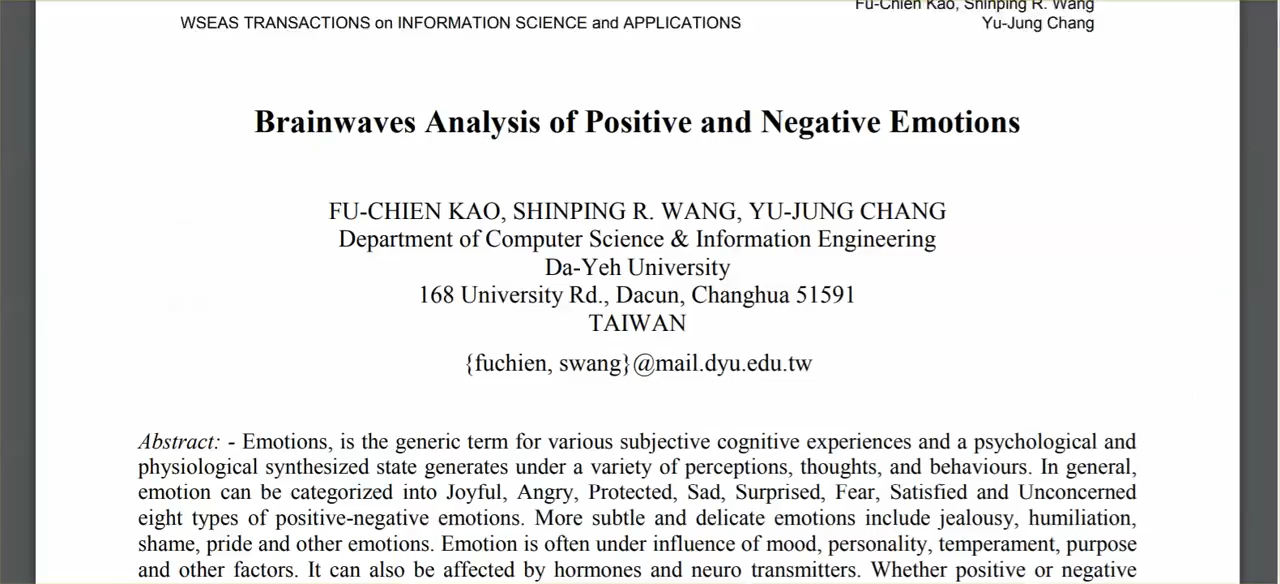 Fu-Chien Kao, Shinping R. Wang
WSEAS TRANSACTIONS on INFORMATION SCIENCE and APPLICATIONS
Yu-Jung Chang
Brainwaves Analysis of Positive and Negative Emotions
FU-CHIEN KAO, SHINPING R. WANG, YU-JUNG CHANG
Department of Computer Science & Information Engineering
Da-Yeh University
168 University Rd., Dacun, Changhua 51591
TAIWAN
{fuchien, swang}@mail.dyu.edu.tw
Abstract: - Emotions, is the generic term for various subjective cognitive experiences and a psychological and
physiological synthesized state generates under a variety of perceptions, thoughts, and behaviours. In general,
emotion can be categorized into Joyful, Angry, Protected, Sad, Surprised, Fear, Satisfied and Unconcerned
eight types of positive-negative emotions. More subtle and delicate emotions include jealousy, humiliation,
shame, pride and other emotions. Emotion is often under influence of mood, personality, temperament, purpose
and other factors. It can also be affected by hormones and neuro transmitters. Whether positive or negative